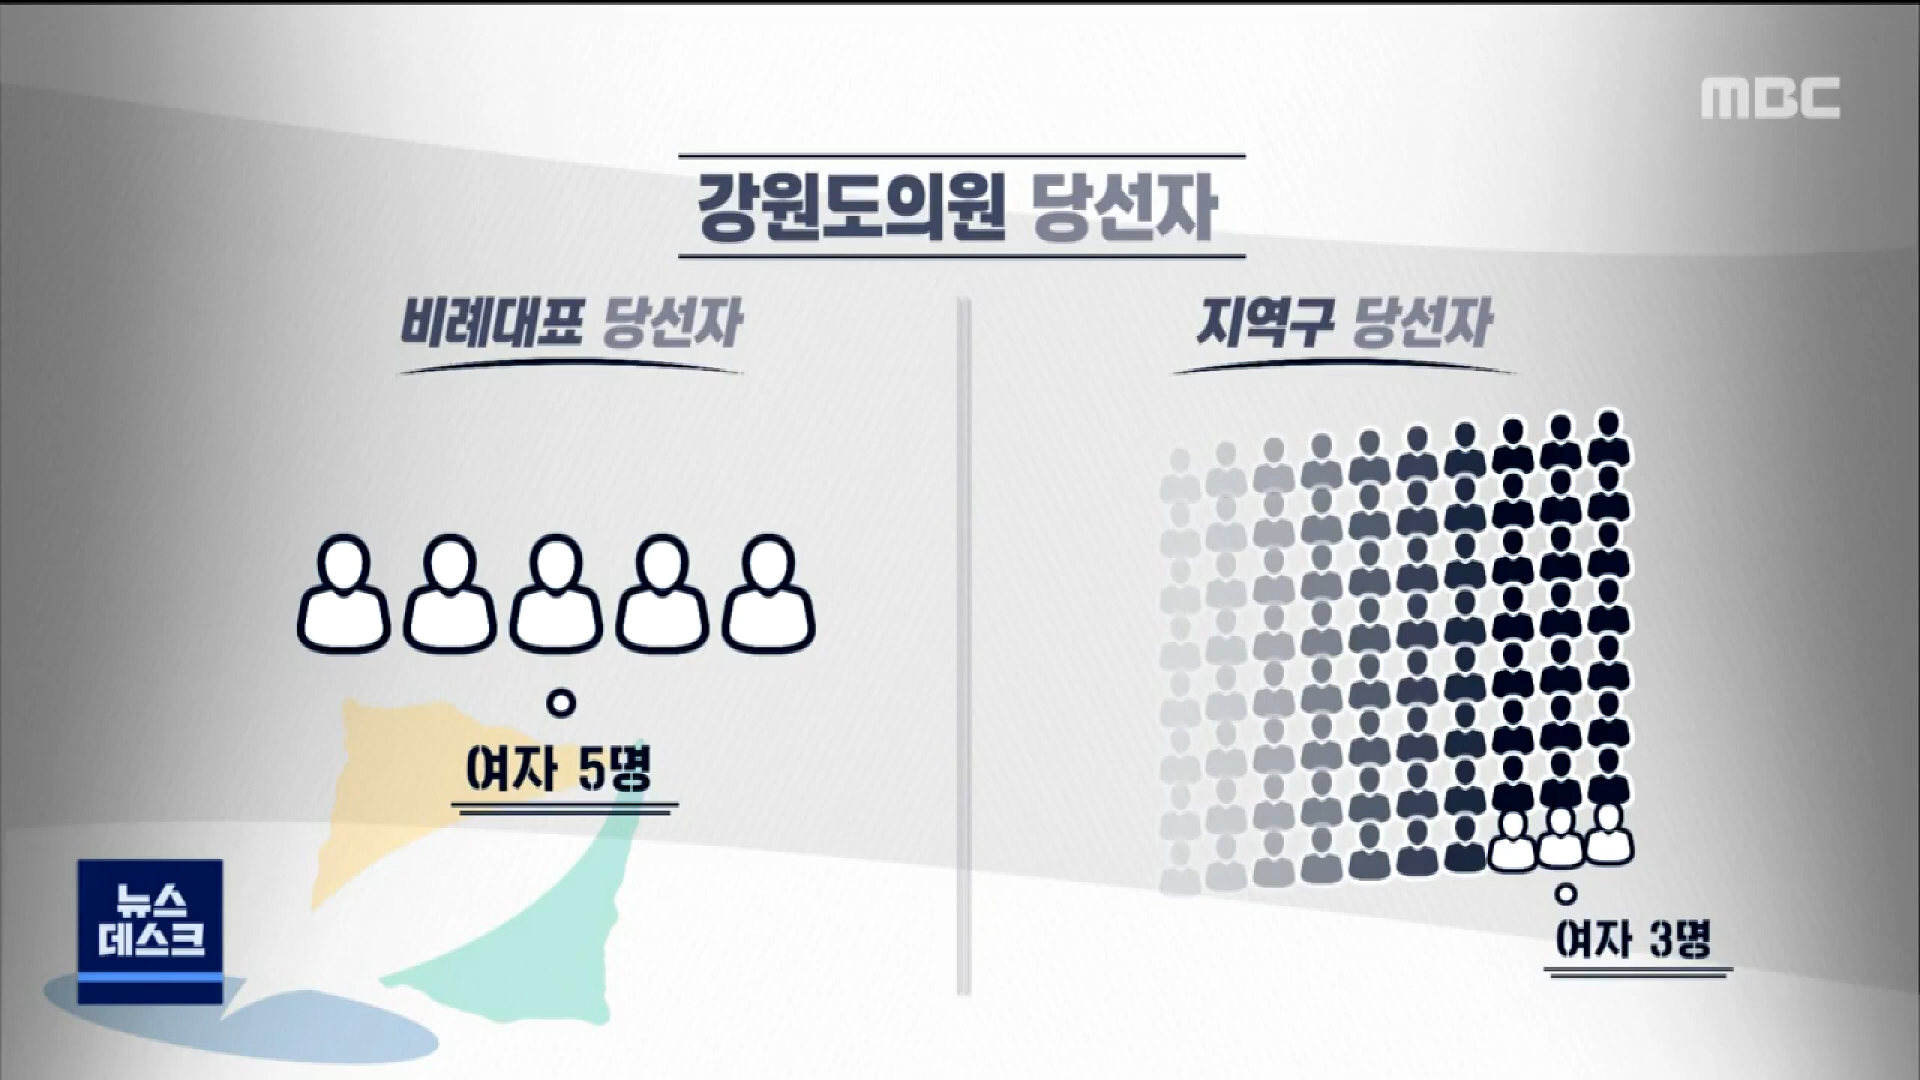 MBC
강원도의원 당선자
비례대표 당선자
지역구 당선자
여자 5명
여자 3명
뉴스
데스크